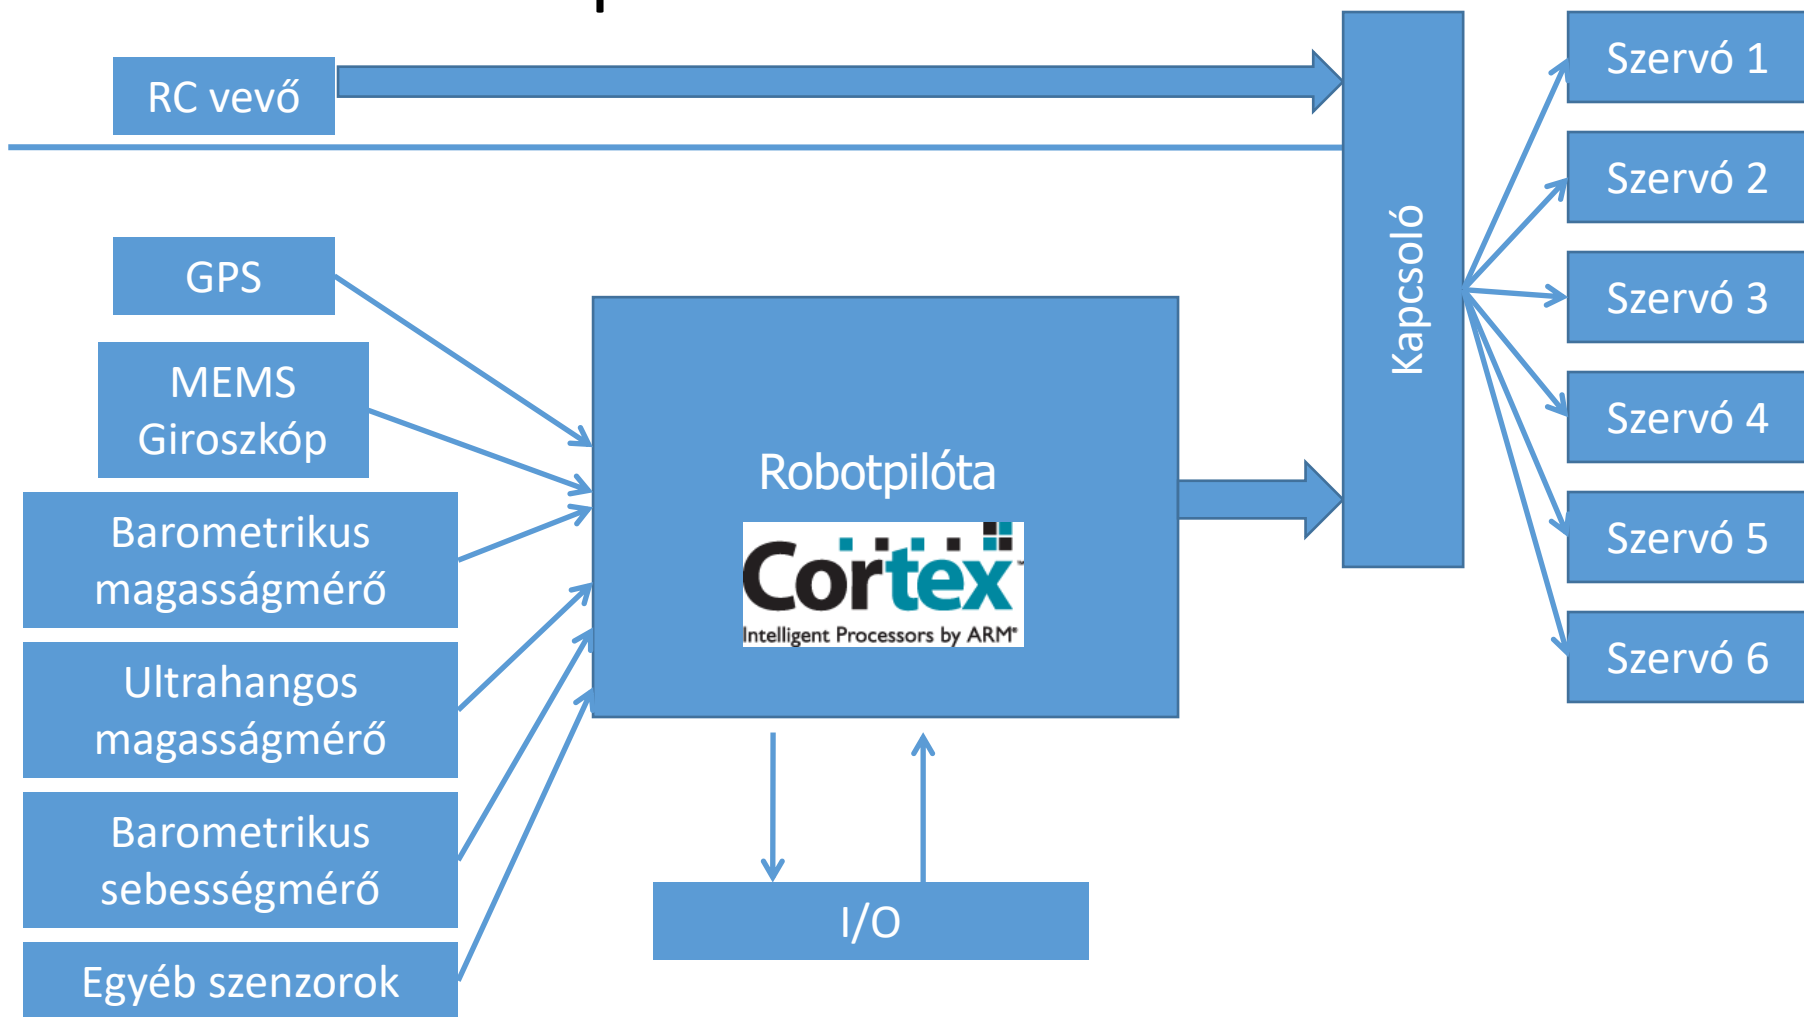 RC vevő
GPS
MEMS
Giroszkóp
Barometrikus
magasságmérő
Ultrahangos
magasságmérő
Barometrikus
sebességmérő
Egyéb szenzorok
Robotpilóta
Cortex™
Intelligent Processors by ARM®
I/O
Kapcsoló
Szervó 1
Szervó 2
Szervó 3
Szervó 4
Szervó 5
Szervó 6